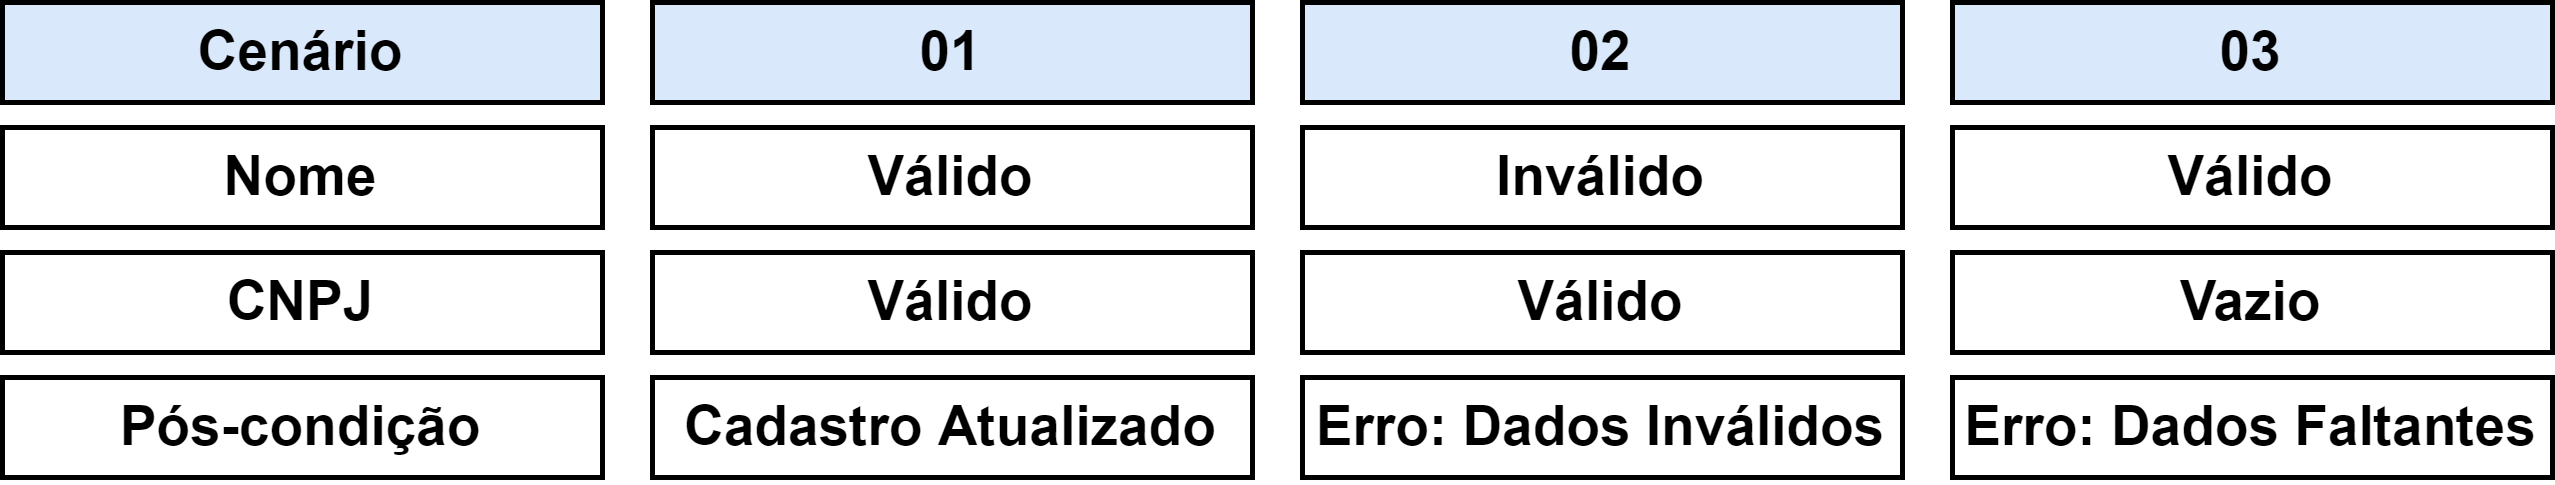 Cenário 01 02 03
Nome Válido Inválido Válido
CNPJ Válido Válido Vazio
Pós-condição Cadastro Atualizado Erro: Dados Inválidos Erro: Dados Faltantes